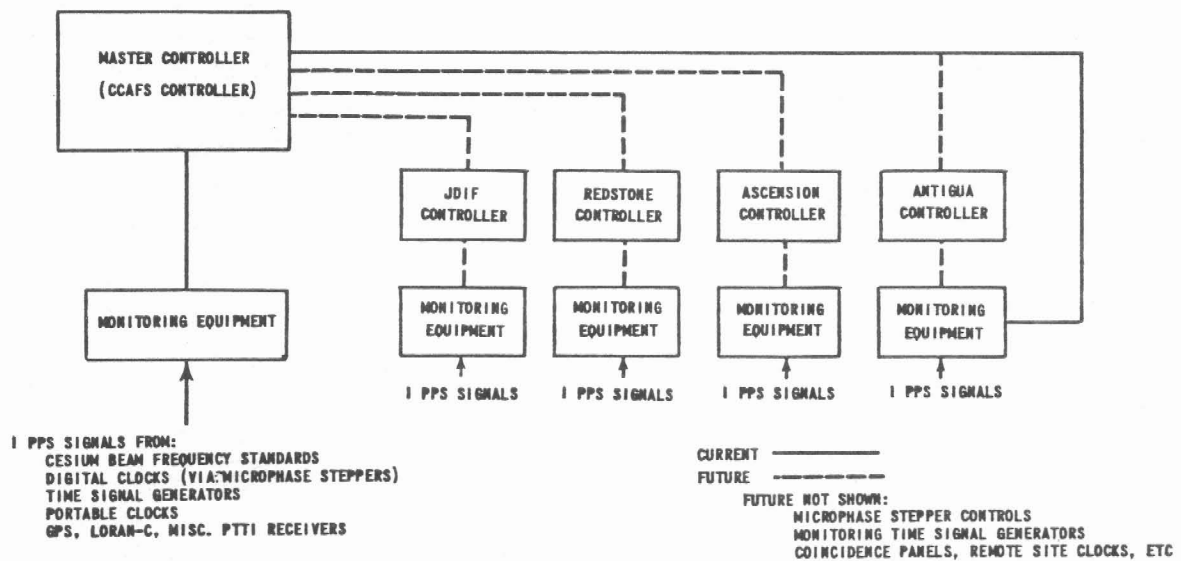 MASTER CONTROLLER
(CCAFS CONTROLLER)
JDIF
CONTROLLER
REDSTONE
CONTROLLER
ASCENSION
CONTROLLER
ANTIGUA
CONTROLLER
MONITORING EQUIPMENT
MONITORING
EQUIPMENT
MONITORING
EQUIPMENT
MONITORING
EQUIPMENT
MONITORING
EQUIPMENT
1 PPS SIGNALS
1 PPS SIGNALS
1 PPS SIGNALS
1 PPS SIGNALS
1 PPS SIGNALS FROM:
CESIUM BEAM FREQUENCY STANDARDS
DIGITAL CLOCKS (VIA MICROPHASE STEPPERS)
TIME SIGNAL GENERATORS
PORTABLE CLOCKS
GPS, LORAN-C, MISC. PTTI RECEIVERS
CURRENT
FUTURE
FUTURE NOT SHOWN:
MICROPHASE STEPPER CONTROLS
MONITORING TIME SIGNAL GENERATORS
COINCIDENCE PANELS, REMOTE SITE CLOCKS, ETC